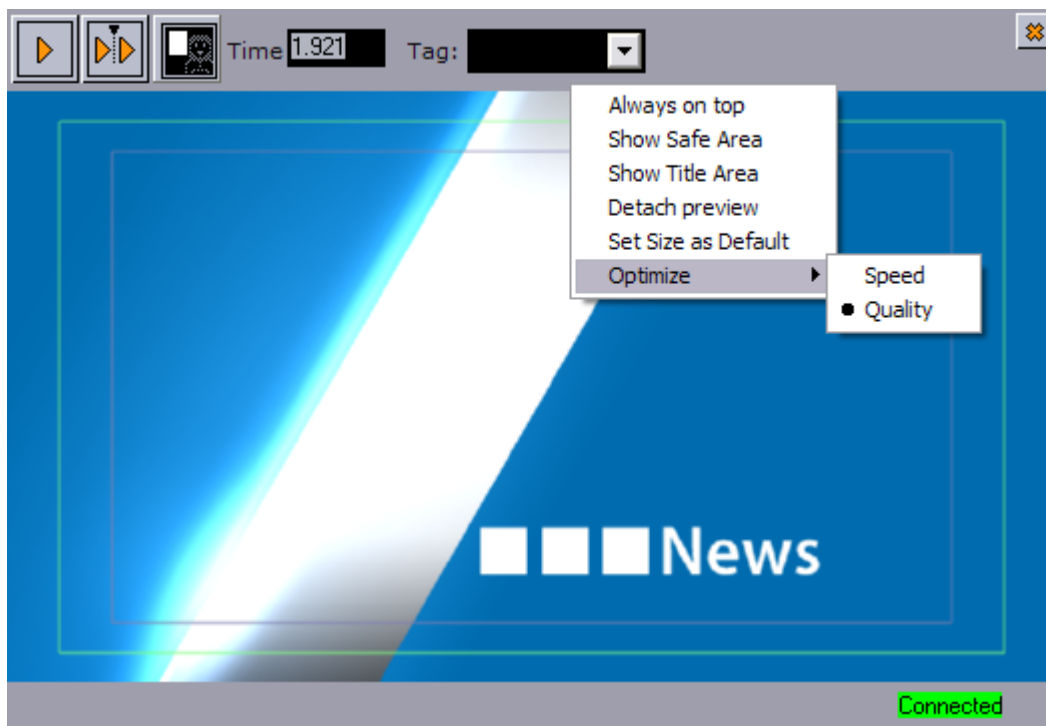 Time 1.921 Tag:
Always on top
Show Safe Area
Show Title Area
Detach preview
Set Size as Default
Optimize
Speed
Quality
News
Connected